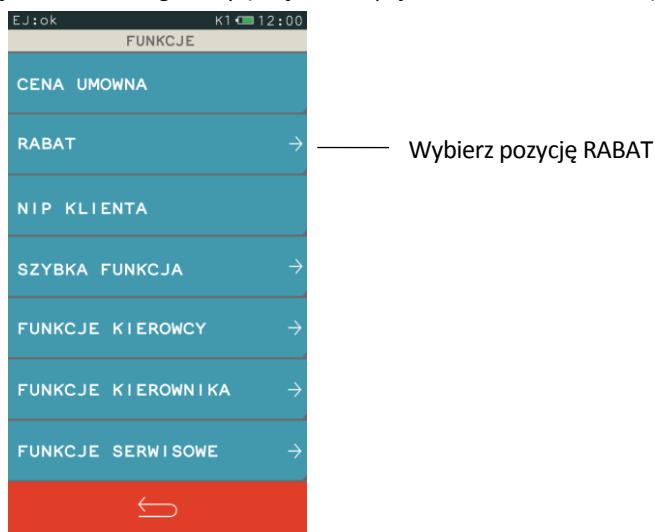 EJ:ok K1 12:00
FUNKCJE
CENA UMOWNA
RABAT
Wybierz pozycję RABAT
NIP KLIENTA
SZYBKA FUNKCJA
FUNKCJE KIEROWCY
FUNKCJE KIEROWNIKA
FUNKCJE SERWISOWE